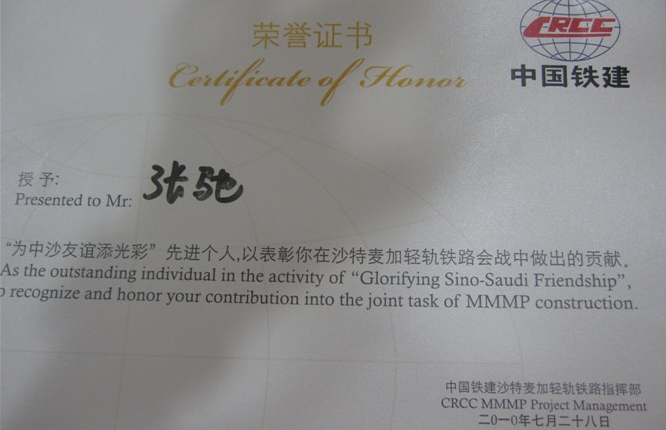 荣誉证书
Certificate of Honor
CRCC
中国铁建
授予:
Presented to Mr: 张驰
“为中沙友谊添光彩”先进个人,以表彰你在沙特麦加轻轨铁路会战中做出的贡献。
As the outstanding individual in the activity of “Glorifying Sino-Saudi Friendship”,
o recognize and honor your contribution into the joint task of MMMP construction.
中国铁建沙特麦加轻轨铁路指挥部
CRCC MMMP Project Management
二〇一〇年七月二十八日